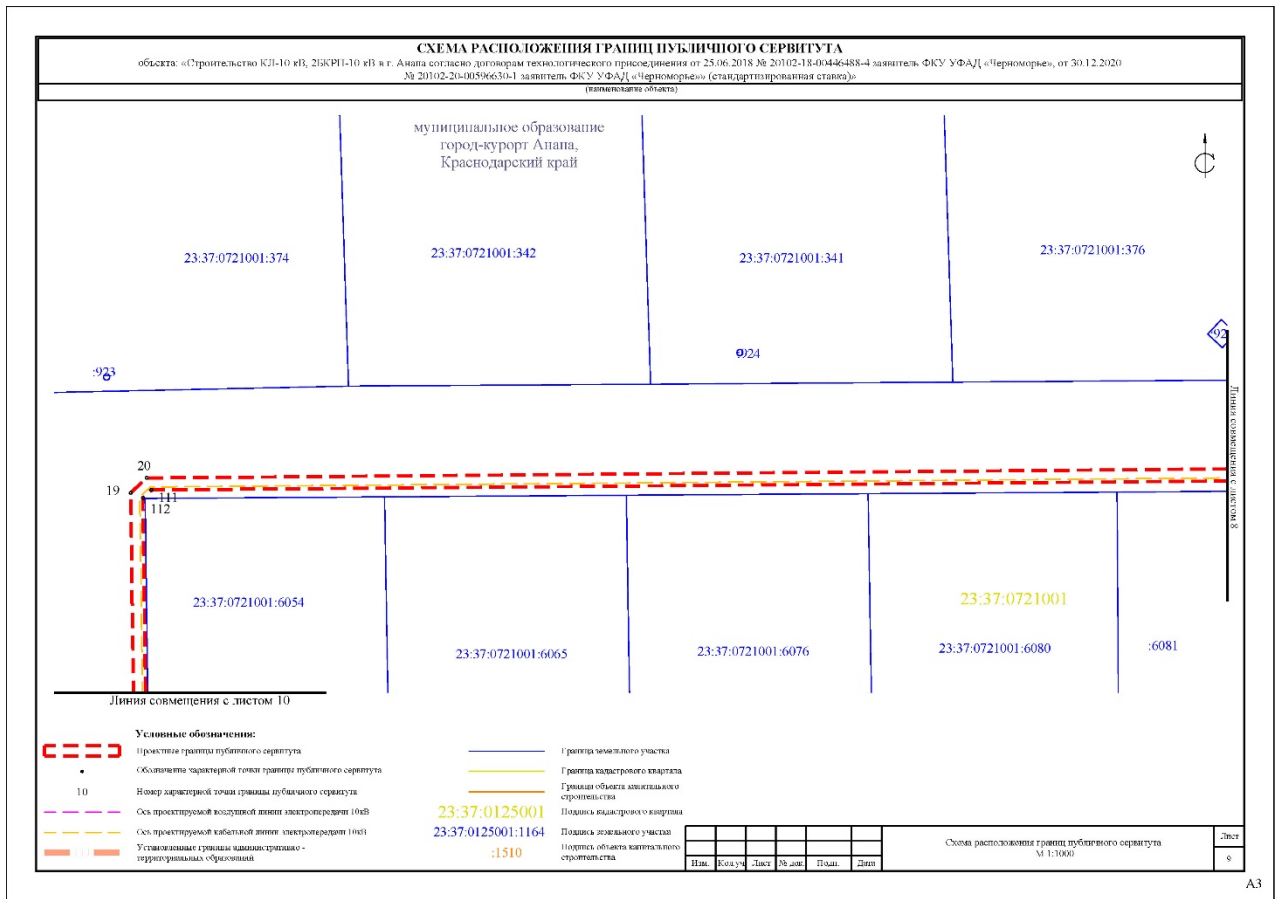 СХЕМА РАСПОЛОЖЕНИЯ ГРАНИЦ ПУБЛИЧНОГО СЕРВИТУТА
объекта: «Строительство КЛ-10 кВ, 2БКРП-10 кВ в г. Анапа согласно договорам технологического присоединения от 25.06.2018 № 20102-18-00446488-4 заявитель ФКУ УФАД «Черноморье», от 30.12.2020
№ 20102-20-00596630-1 заявитель ФКУ УФАД «Черноморье»» (стандартизированная ставка)»
(наименование объекта)
муниципальное образование
город-курорт Анапа,
Краснодарский край
С
23:37:0721001:374
23:37:0721001:342
23:37:0721001:341
23:37:0721001:376
:92
:924
:923
Линия совмещения с листом 8
20
19
111
112
23:37:0721001:6054
23:37:0721001
23:37:0721001:6065
23:37:0721001:6076
23:37:0721001:6080
:6081
Линия совмещения с листом 10
Условные обозначения:
Проектные границы публичного сервитута
Обозначение характерной точки границы публичного сервитута
10
Номер характерной точки границы публичного сервитута
Ось проектируемой воздушной линии электропередачи 10кВ
Ось проектируемой кабельной линии электропередачи 10кВ
Установленные границы административно -
территориальных образований
Граница земельного участка
Граница кадастрового квартала
Граница объекта капитального
строительства
23:37:0125001
Подпись кадастрового квартала
23:37:0125001:1164
Подпись земельного участка
:1510
Подпись объекта капитального
строительства
Изм.
Кол.уч
Лист
№ док.
Подп.
Дата
Схема расположения границ публичного сервитута
М 1:1000
Лист
9
А3